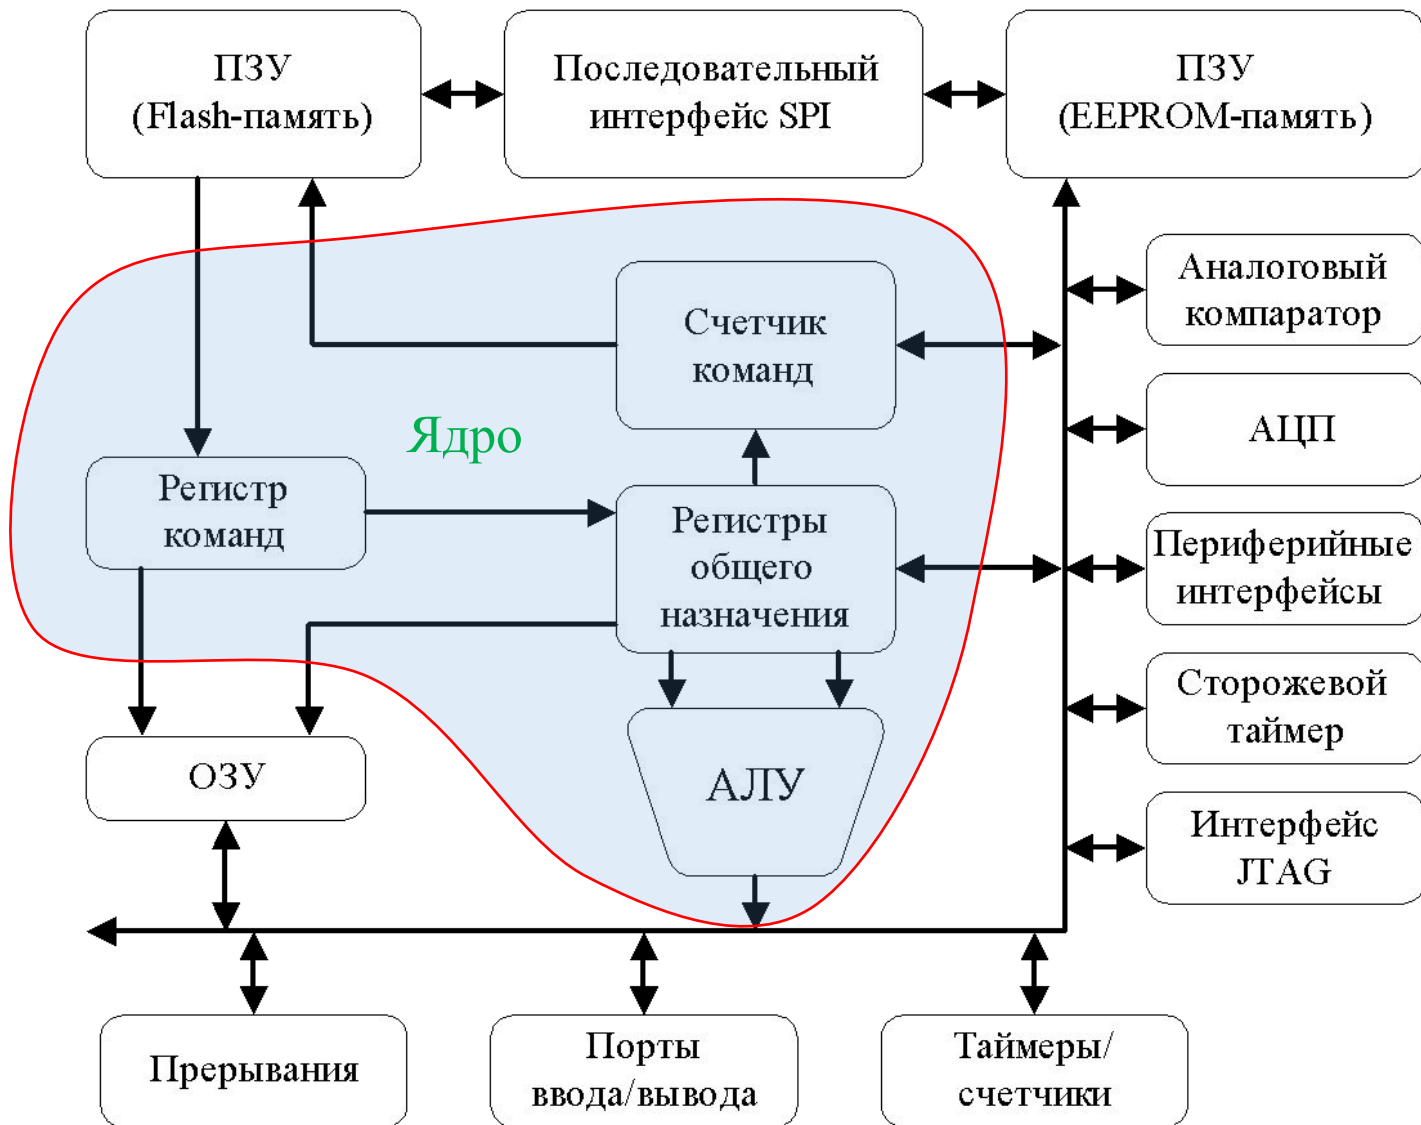 ПЗУ
(Flash-память)
Последовательный
интерфейс SPI
ПЗУ
(EEPROM-память)
Аналоговый
компаратор
Счетчик
команд
Ядро
АЦП
Регистр
команд
Регистры
общего
назначения
Периферийные
интерфейсы
Сторожевой
таймер
ОЗУ
АЛУ
Интерфейс
JTAG
Прерывания
Порты
ввода/вывода
Таймеры/
счетчики